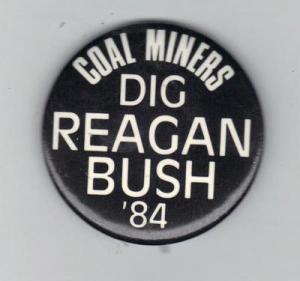 COAL MINERS
DIG
REAGAN
BUSH
'84